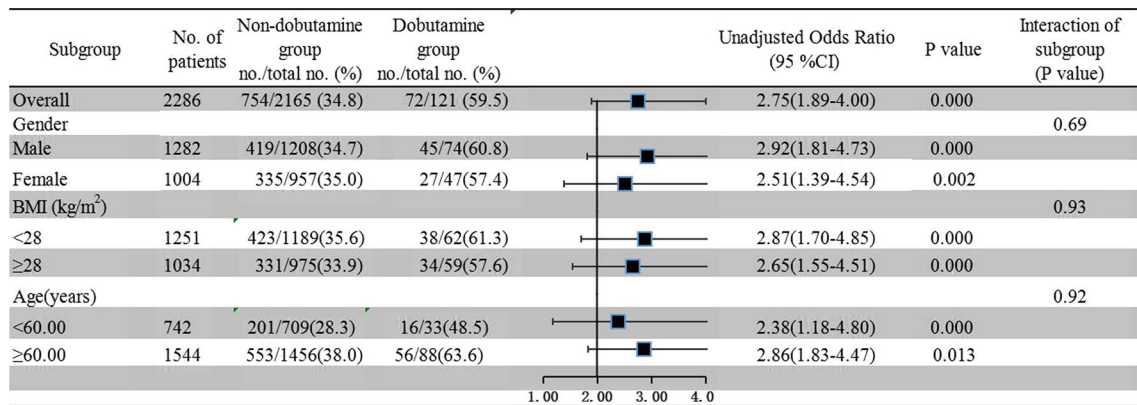 Subgroup No. of patients Non-dobutamine group no./total no. (%) Dobutamine group no./total no. (%) Unadjusted Odds Ratio (95 %CI) P value Interaction of subgroup (P value)
Overall 2286 754/2165 (34.8) 72/121 (59.5) 2.75(1.89-4.00) 0.000
Gender 0.69
Male 1282 419/1208(34.7) 45/74(60.8) 2.92(1.81-4.73) 0.000
Female 1004 335/957(35.0) 27/47(57.4) 2.51(1.39-4.54) 0.002
BMI (kg/m²) 0.93
<28 1251 423/1189(35.6) 38/62(61.3) 2.87(1.70-4.85) 0.000
≥28 1034 331/975(33.9) 34/59(57.6) 2.65(1.55-4.51) 0.000
Age(years) 0.92
<60.00 742 201/709(28.3) 16/33(48.5) 2.38(1.18-4.80) 0.000
≥60.00 1544 553/1456(38.0) 56/88(63.6) 2.86(1.83-4.47) 0.013
1.00 2.00 3.00 4.0